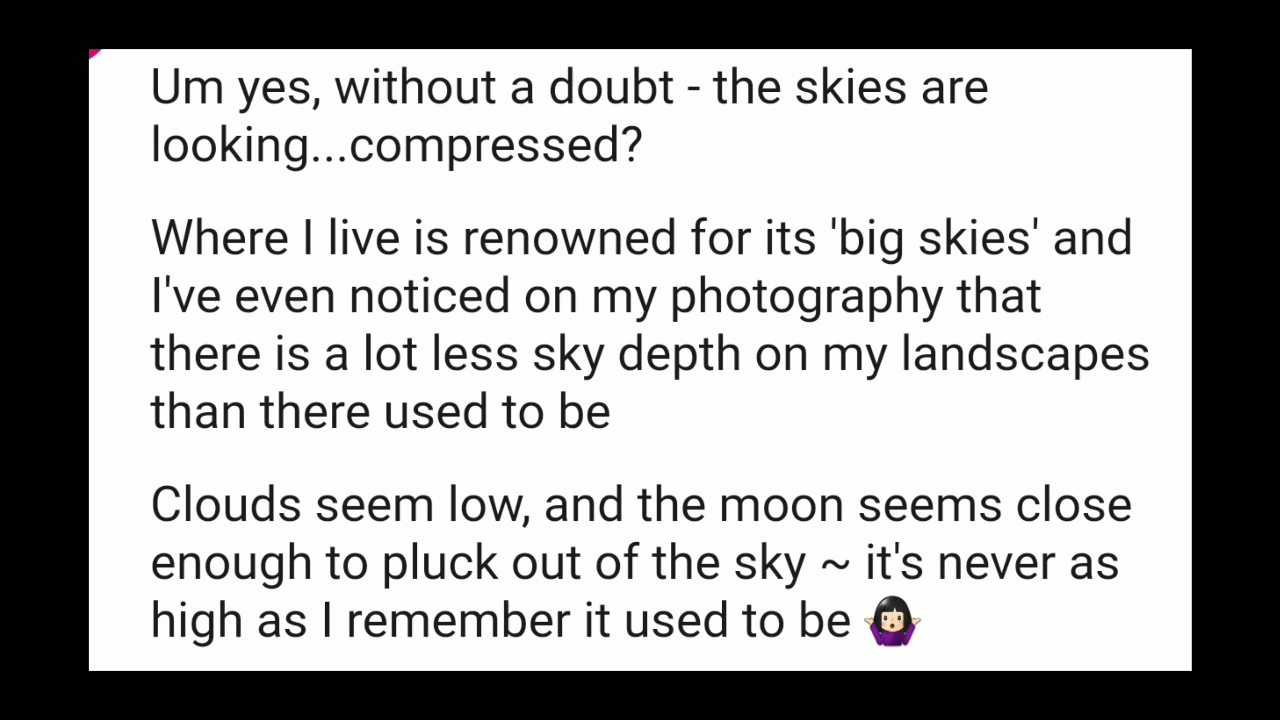 Um yes, without a doubt - the skies are
looking...compressed?
Where I live is renowned for its 'big skies' and
I've even noticed on my photography that
there is a lot less sky depth on my landscapes
than there used to be
Clouds seem low, and the moon seems close
enough to pluck out of the sky ~ it's never as
high as I remember it used to be 🤷🏻‍♀️